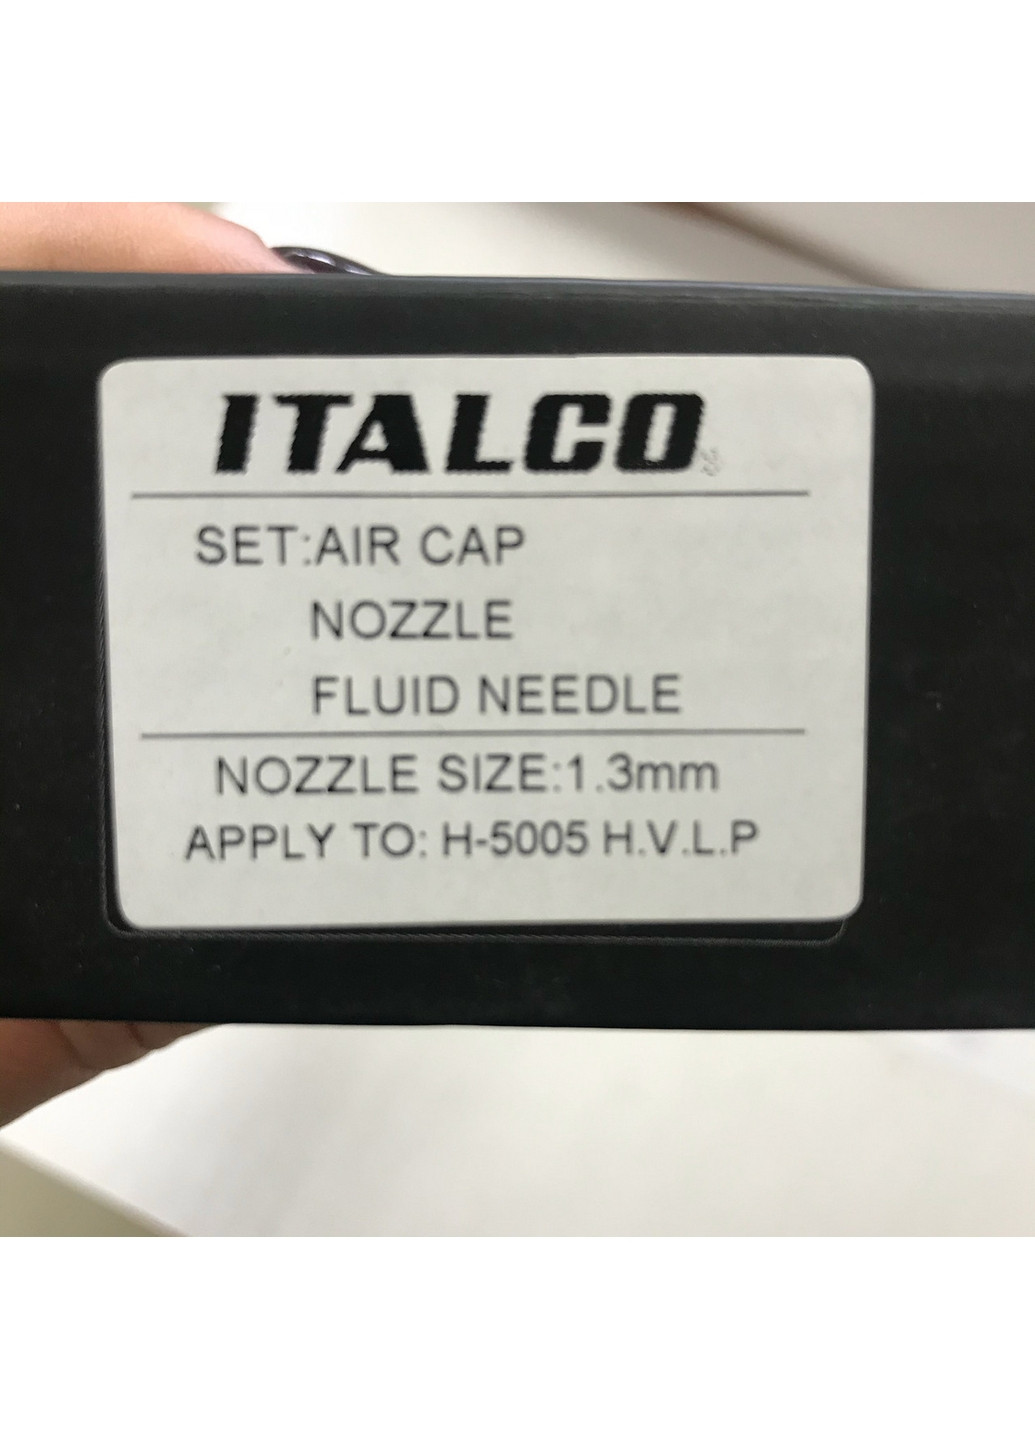 ITALCO
SET:AIR CAP
NOZZLE
FLUID NEEDLE
NOZZLE SIZE:1.3mm
APPLY TO: H-5005 H.V.L.P